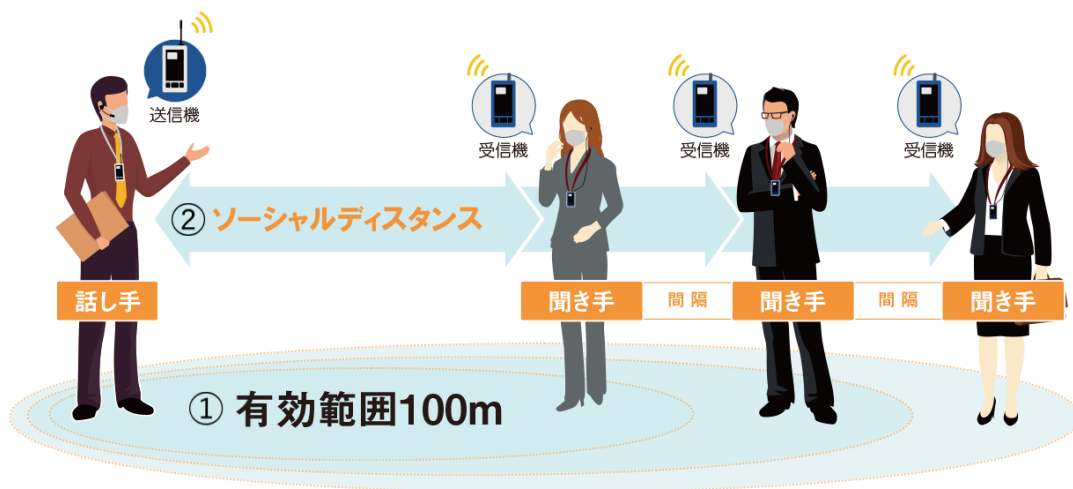 送信機
受信機
受信機
受信機
② ソーシャルディスタンス
話し手
聞き手
間隔
聞き手
間隔
聞き手
① 有効範囲100m